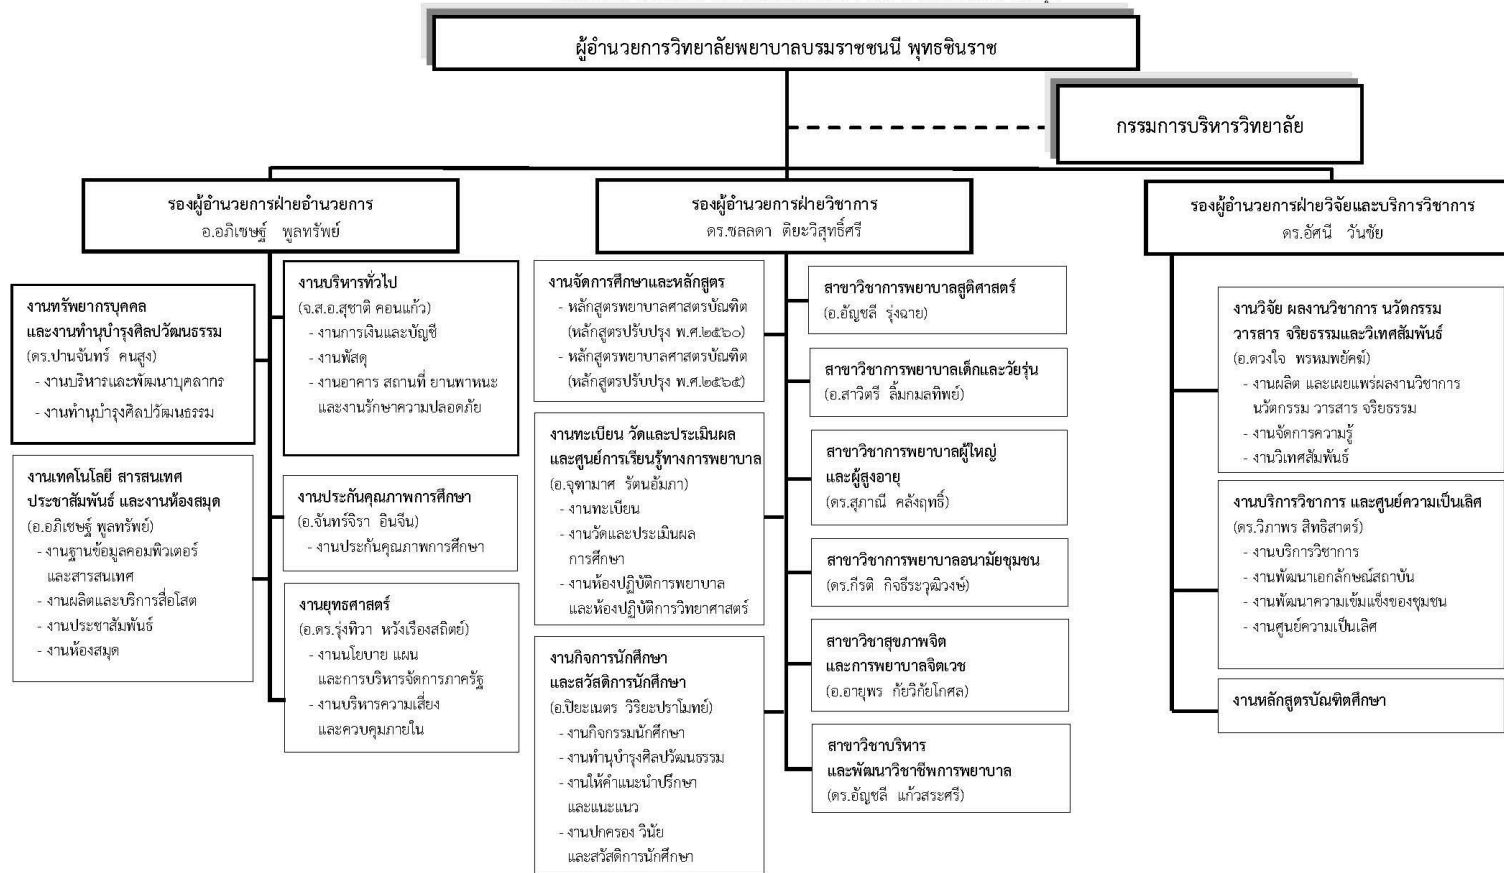 ผู้อำนวยการวิทยาลัยพยาบาลบรมราชชนนี พุทธชินราช
กรรมการบริหารวิทยาลัย
รองผู้อำนวยการฝ่ายอำนวยการ
อ.อภิเชษฐ์ พูลทรัพย์
รองผู้อำนวยการฝ่ายวิชาการ
ดร.ชลลดา ติยะวิสุทธิ์ศรี
รองผู้อำนวยการฝ่ายวิจัยและบริการวิชาการ
ดร.อัศนี วันชัย
งานทรัพยากรบุคคล
และงานทำนุบำรุงศิลปวัฒนธรรม
(ดร.ปานจันทร์ คนสูง)
- งานบริหารและพัฒนาบุคลากร
- งานทำนุบำรุงศิลปวัฒนธรรม
งานเทคโนโลยี สารสนเทศ
ประชาสัมพันธ์ และงานห้องสมุด
(อ.อภิเชษฐ์ พูลทรัพย์)
- งานฐานข้อมูลคอมพิวเตอร์
และสารสนเทศ
- งานผลิตและบริการสื่อโสต
- งานประชาสัมพันธ์
- งานห้องสมุด
งานบริหารทั่วไป
(จ.ส.อ.สุชาติ คอนแก้ว)
- งานการเงินและบัญชี
- งานพัสดุ
- งานอาคาร สถานที่ ยานพาหนะ
และงานรักษาความปลอดภัย
งานประกันคุณภาพการศึกษา
(อ.จันทร์จิรา อินจีน)
- งานประกันคุณภาพการศึกษา
งานยุทธศาสตร์
(อ.ดร.รุ่งทิวา หวังเรืองสถิตย์)
- งานนโยบาย แผน
และการบริหารจัดการภาครัฐ
- งานบริหารความเสี่ยง
และควบคุมภายใน
งานจัดการศึกษาและหลักสูตร
- หลักสูตรพยาบาลศาสตรบัณฑิต
(หลักสูตรปรับปรุง พ.ศ.๒๕๖๐)
- หลักสูตรพยาบาลศาสตรบัณฑิต
(หลักสูตรปรับปรุง พ.ศ.๒๕๖๕)
งานทะเบียน วัดและประเมินผล
และศูนย์การเรียนรู้ทางการพยาบาล
(อ.จุฑามาศ รัตนอัมภา)
- งานทะเบียน
- งานวัดและประเมินผล
การศึกษา
- งานห้องปฏิบัติการพยาบาล
และห้องปฏิบัติการวิทยาศาสตร์
งานกิจการนักศึกษา
และสวัสดิการนักศึกษา
(อ.ปิยะเนตร วิริยะปราโมทย์)
- งานกิจกรรมนักศึกษา
- งานทำนุบำรุงศิลปวัฒนธรรม
- งานให้คำแนะนำปรึกษา
และแนะแนว
- งานปกครอง วินัย
และสวัสดิการนักศึกษา
สาขาวิชาการพยาบาลสูติศาสตร์
(อ.อัญชลี รุ่งฉาย)
สาขาวิชาการพยาบาลเด็กและวัยรุ่น
(อ.สาวิตรี ลิ้มกมลทิพย์)
สาขาวิชาการพยาบาลผู้ใหญ่
และผู้สูงอายุ
(ดร.สุภาณี คลังฤทธิ์)
สาขาวิชาการพยาบาลอนามัยชุมชน
(ดร.กีรติ กิจธีระวุฒิวงษ์)
สาขาวิชาสุขภาพจิต
และการพยาบาลจิตเวช
(อ.อายุพร กัยวิกัยโกศล)
สาขาวิชาบริหาร
และพัฒนาวิชาชีพการพยาบาล
(ดร.อัญชลี แก้วสระศรี)
งานวิจัย ผลงานวิชาการ นวัตกรรม
วารสาร จริยธรรมและวิเทศสัมพันธ์
(อ.ดวงใจ พรหมพยัคฆ์)
- งานผลิต และเผยแพร่ผลงานวิชาการ
นวัตกรรม วารสาร จริยธรรม
- งานจัดการความรู้
- งานวิเทศสัมพันธ์
งานบริการวิชาการ และศูนย์ความเป็นเลิศ
(ดร.วิภาพร สิทธิสาตร์)
- งานบริการวิชาการ
- งานพัฒนาเอกลักษณ์สถาบัน
- งานพัฒนาความเข้มแข็งของชุมชน
- งานศูนย์ความเป็นเลิศ
งานหลักสูตรบัณฑิตศึกษา